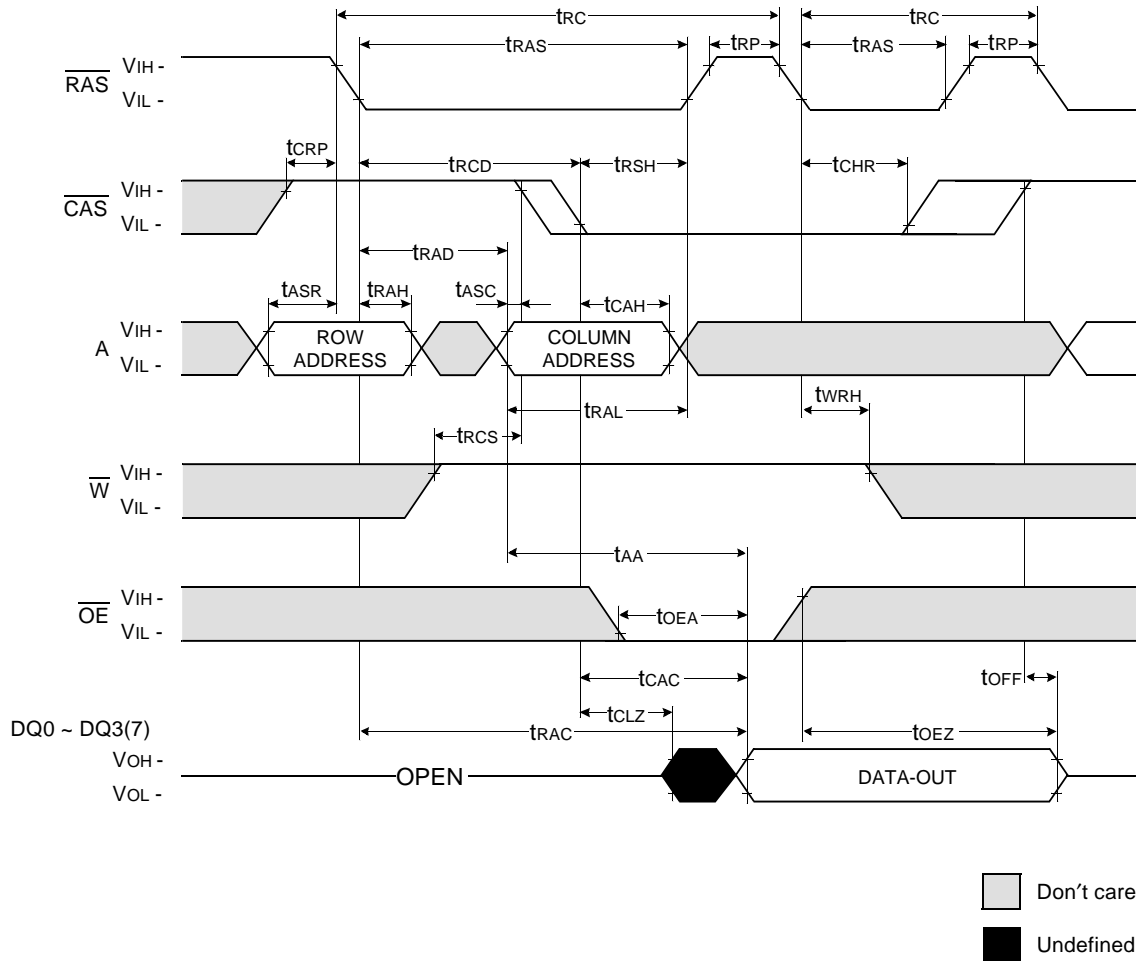 tRC tRC
tRAS tRP tRAS tRP
RAS VIH -
VIL -
tCRP tRCD tRSH tCHR
CAS VIH -
VIL -
tRAD
tASR tRAH tASC tCAH
A VIH -
VIL -
ROW
ADDRESS
COLUMN
ADDRESS
tRAL tWRH
tRCS
W VIH -
VIL -
tAA
OE VIH -
VIL -
tOEA
tCAC tOFF
tCLZ
DQ0 ~ DQ3(7) tRAC tOEZ
VOH -
VOL -
OPEN DATA-OUT
Don′t care
Undefined